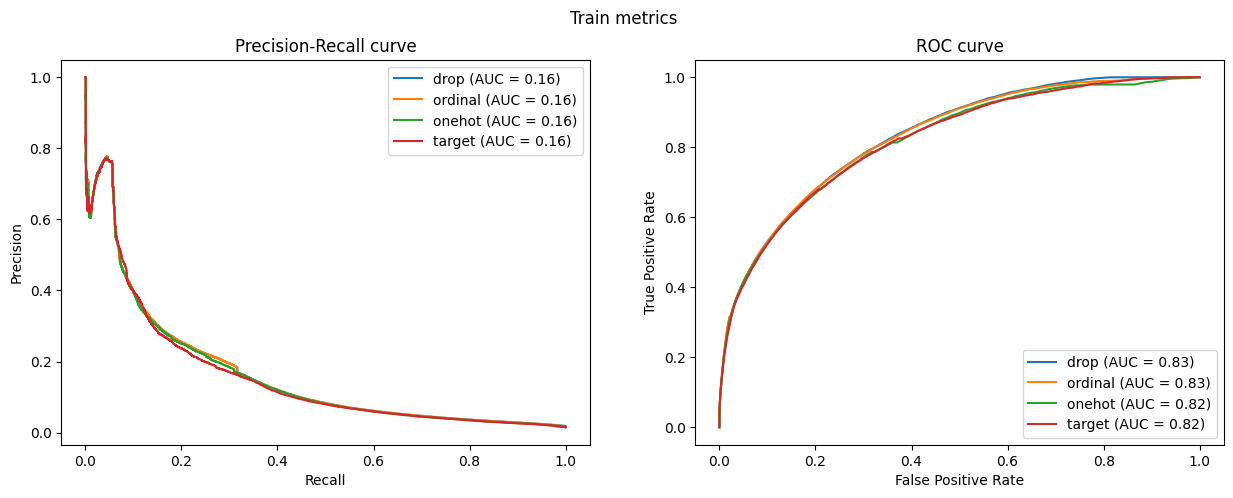 Train metrics
Precision-Recall curve
1.0
0.8
0.6
0.4
0.2
0.0
Precision
drop (AUC = 0.16)
ordinal (AUC = 0.16)
onehot (AUC = 0.16)
target (AUC = 0.16)
0.0 0.2 0.4 0.6 0.8 1.0
Recall
ROC curve
1.0
0.8
0.6
0.4
0.2
0.0
True Positive Rate
drop (AUC = 0.83)
ordinal (AUC = 0.83)
onehot (AUC = 0.82)
target (AUC = 0.82)
0.0 0.2 0.4 0.6 0.8 1.0
False Positive Rate